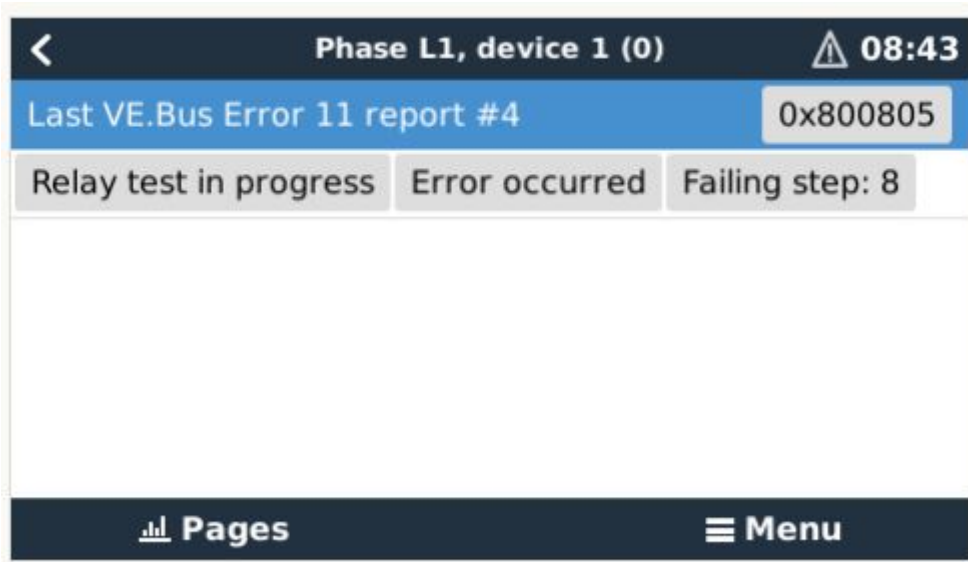 Phase L1, device 1 (0) 08:43
Last VE.Bus Error 11 report #4 0x800805
Relay test in progress Error occurred Failing step: 8
Pages Menu